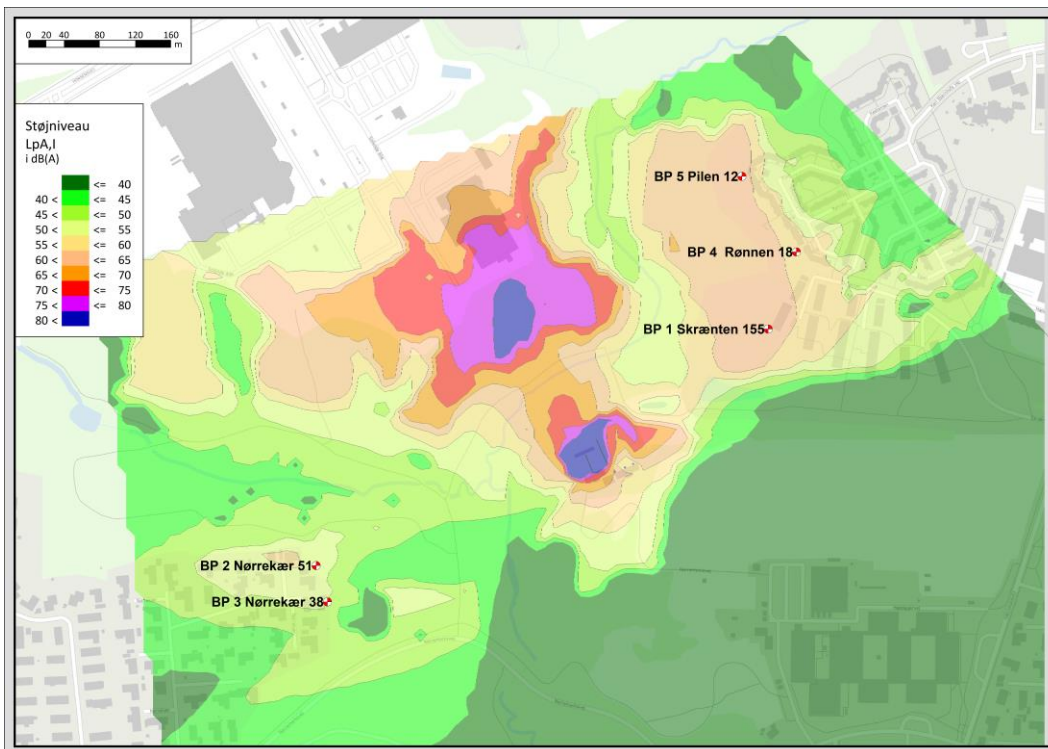 0 20 40 80 120 160
m
Støjniveau
LpA,I
i dB(A)
<= 40
40 < <= 45
45 < <= 50
50 < <= 55
55 < <= 60
60 < <= 65
65 < <= 70
70 < <= 75
75 < <= 80
80 <
BP 5 Pilen 12
BP 4 Rønnen 18
BP 1 Skrænten 155
BP 2 Nørrekær 51
BP 3 Nørrekær 38